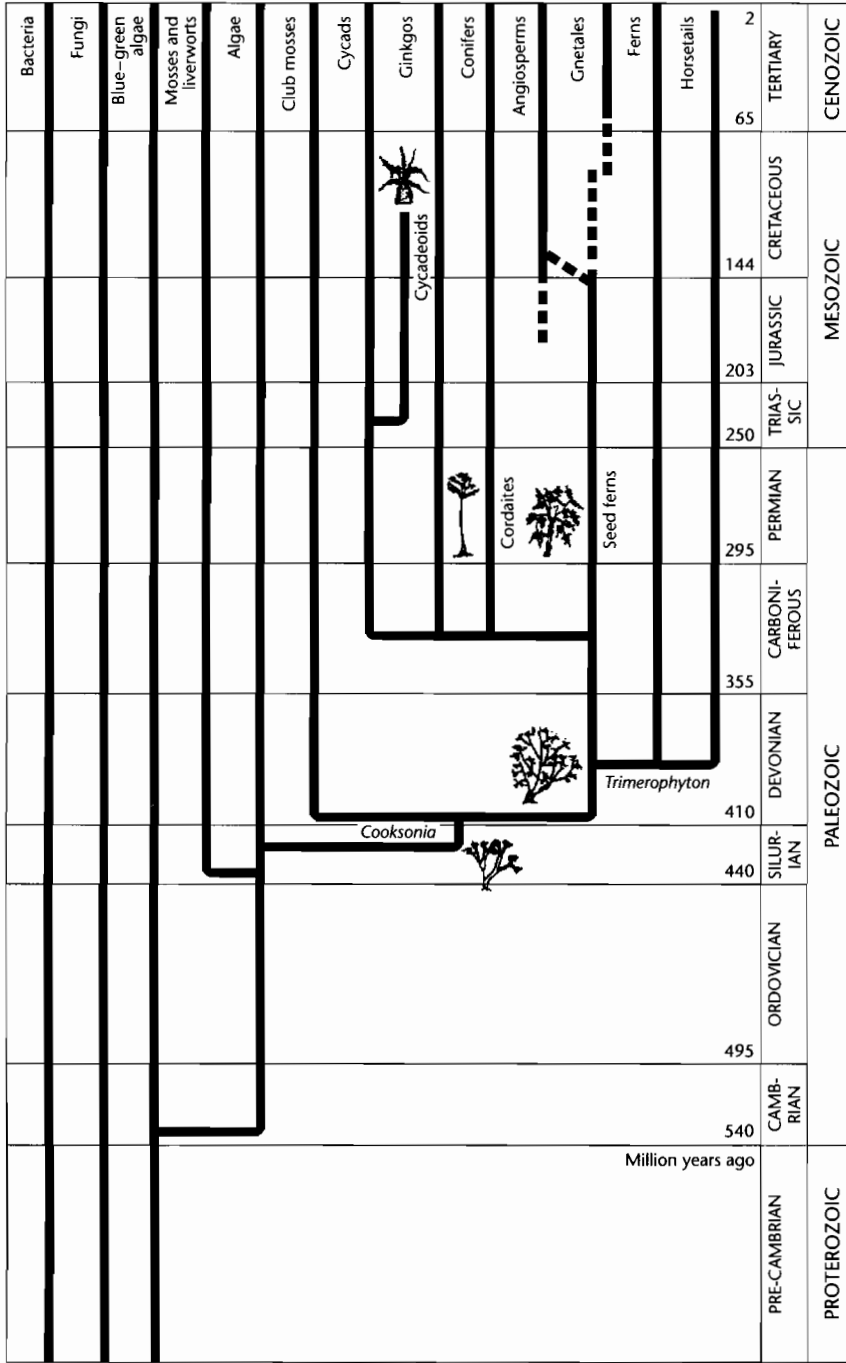 Bacteria
Fungi
Blue–green
algae
Mosses and
liverworts
Algae
Club mosses
Cycads
Ginkgos
Conifers
Angiosperms
Gnetales
Ferns
Horsetails
2
65
TERTIARY
CENOZOIC
Cycadeoids
144
CRETACEOUS
203
JURASSIC
250
TRIAS-
SIC
MESOZOIC
Cordaites
Seed ferns
295
PERMIAN
355
CARBONI-
FEROUS
Trimerophyton
410
DEVONIAN
Cooksonia
440
SILUR-
IAN
495
ORDOVICIAN
540
CAMB-
RIAN
PALEOZOIC
Million years ago
PRE-CAMBRIAN
PROTEROZOIC